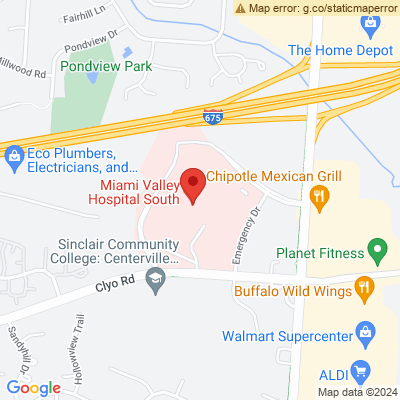 Map error: g.co/staticmaperror
Fairhill Ln
Pondview Dr
Millwood Rd
Pondview Park
The Home Depot
675
Eco Plumbers,
Electricians, and...
Miami Valley
Hospital South
Chipotle Mexican Grill
Emergency Dr
Sinclair Community
College: Centerville...
Clyo Rd
Planet Fitness
Buffalo Wild Wings
Walmart Supercenter
Sandyhill Dr
Hollowview Trail
ALDI
Google
Map data ©2024